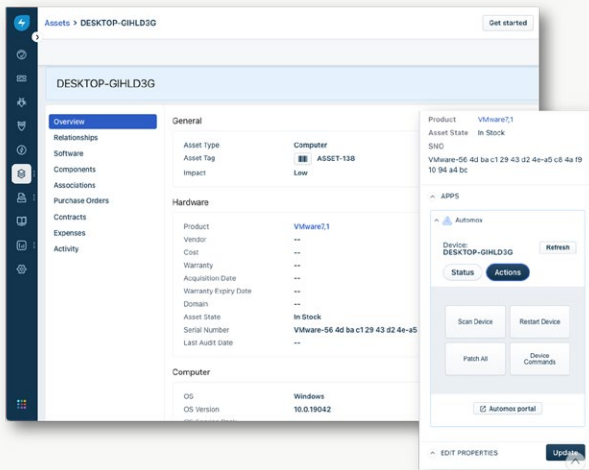 Assets > DESKTOP-GIHLD3G
Get started
DESKTOP-GIHLD3G
Overview
Relationships
Software
Components
Associations
Purchase Orders
Contracts
Expenses
Activity
General
Asset Type Computer
Asset Tag ASSET-138
Impact Low
Hardware
Product VMware7,1
Vendor --
Cost --
Warranty --
Acquisition Date --
Warranty Expiry Date --
Domain --
Asset State In Stock
Serial Number VMware-56 4d ba c1 29 43 d2 4e-a5
Last Audit Date --
Computer
OS Windows
OS Version 10.0.19042
Product VMware7,1
Asset State In Stock
SNO
VMware-56 4d ba c1 29 43 d2 4e-a5 c8 4a f9
10 94 a4 bc
APPS
Automox
Device:
DESKTOP-GIHLD3G
Refresh
Status Actions
Scan Device Restart Device
Patch All Device
Commands
Automox portal
EDIT PROPERTIES Update